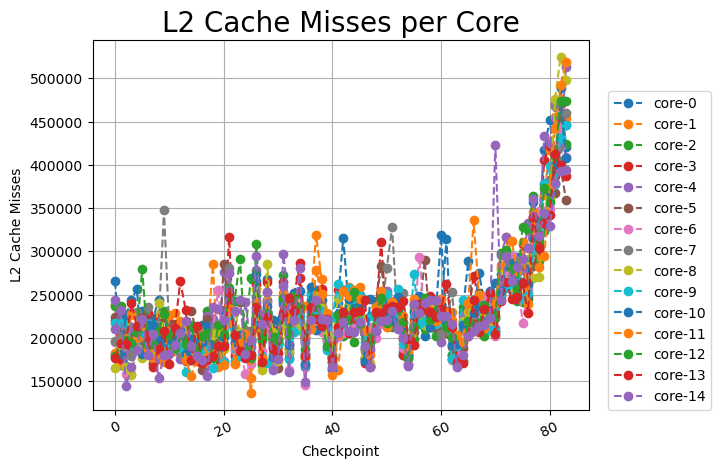 L2 Cache Misses per Core
L2 Cache Misses
500000
450000
400000
350000
300000
250000
200000
150000
0
20
40
60
80
Checkpoint
core-0
core-1
core-2
core-3
core-4
core-5
core-6
core-7
core-8
core-9
core-10
core-11
core-12
core-13
core-14